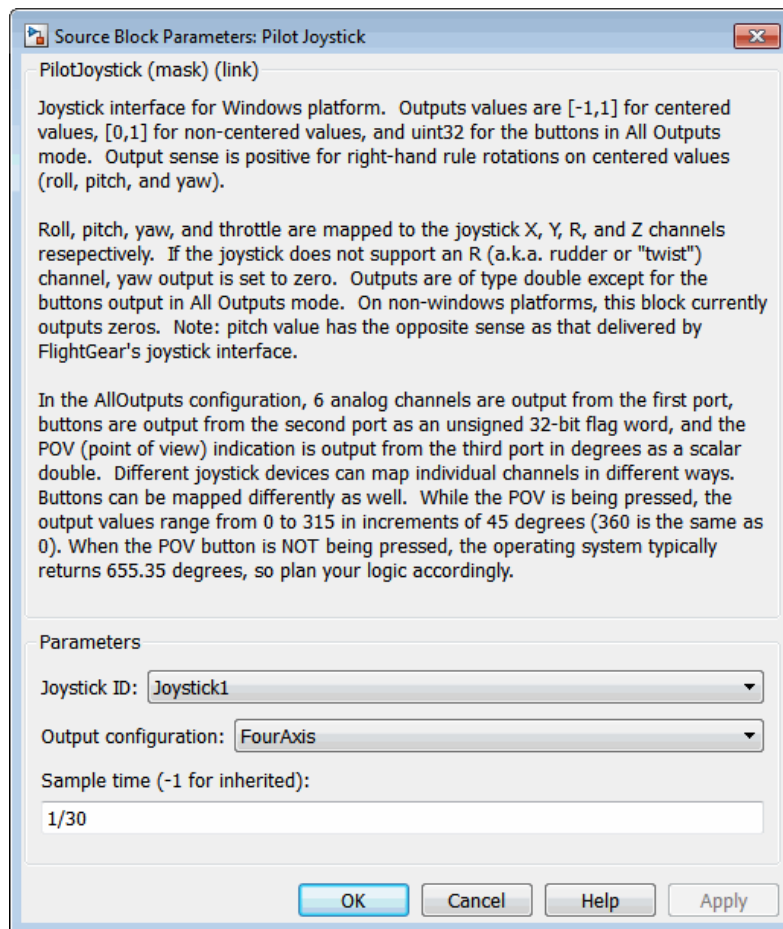 Source Block Parameters: Pilot Joystick
PilotJoystick (mask) (link)
Joystick interface for Windows platform.  Outputs values are [-1,1] for centered
values, [0,1] for non-centered values, and uint32 for the buttons in All Outputs
mode.  Output sense is positive for right-hand rule rotations on centered values
(roll, pitch, and yaw).
Roll, pitch, yaw, and throttle are mapped to the joystick X, Y, R, and Z channels
resepectively.  If the joystick does not support an R (a.k.a. rudder or "twist")
channel, yaw output is set to zero.  Outputs are of type double except for the
buttons output in All Outputs mode.  On non-windows platforms, this block currently
outputs zeros.  Note: pitch value has the opposite sense as that delivered by
FlightGear's joystick interface.
In the AllOutputs configuration, 6 analog channels are output from the first port,
buttons are output from the second port as an unsigned 32-bit flag word, and the
POV (point of view) indication is output from the third port in degrees as a scalar
double.  Different joystick devices can map individual channels in different ways.
Buttons can be mapped differently as well.  While the POV is being pressed, the
output values range from 0 to 315 in increments of 45 degrees (360 is the same as
0). When the POV button is NOT being pressed, the operating system typically
returns 655.35 degrees, so plan your logic accordingly.
Parameters
Joystick ID: Joystick1
Output configuration: FourAxis
Sample time (-1 for inherited):
1/30
OK Cancel Help Apply